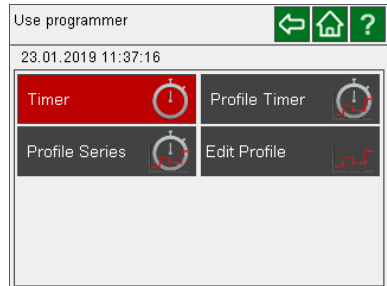 Use programmer
?
23.01.2019 11:37:16
Timer
Profile Timer
Profile Series
Edit Profile